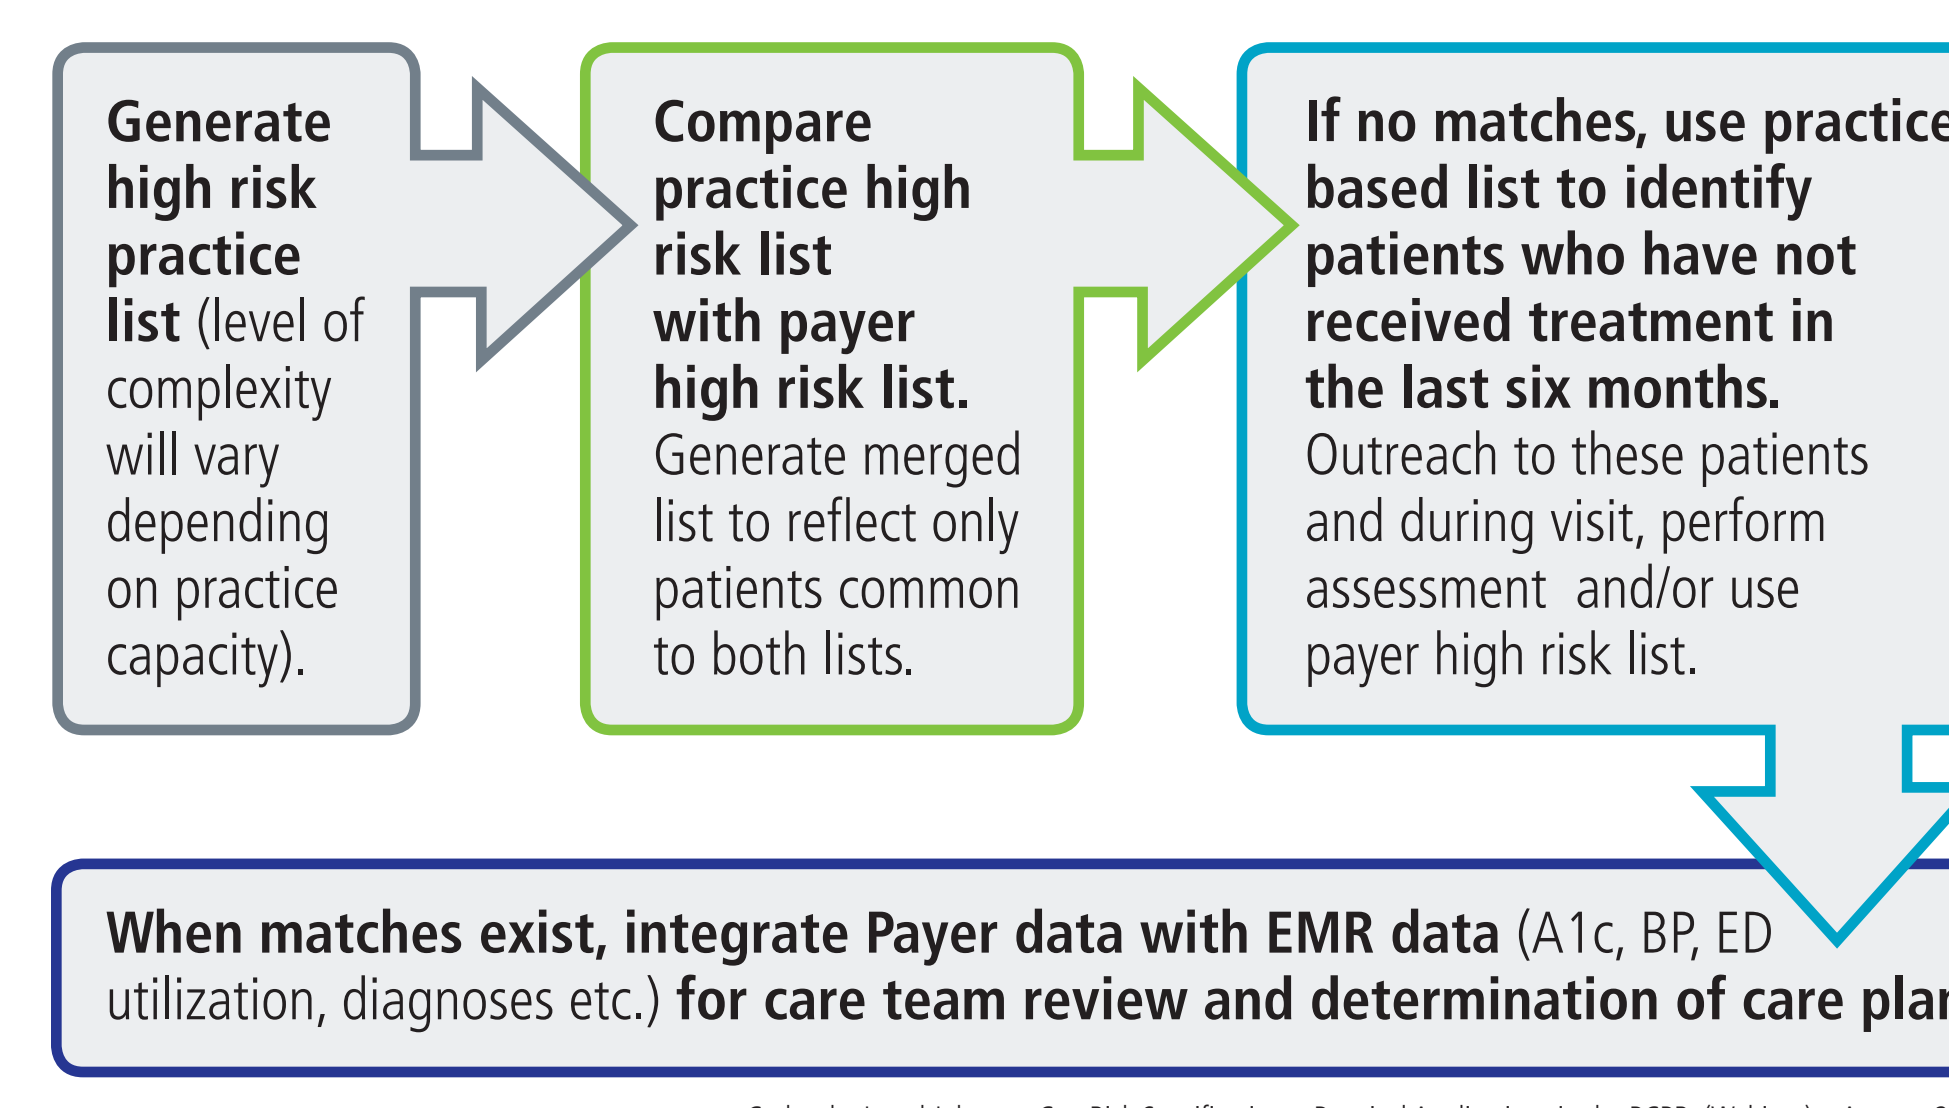 Generate
high risk
practice
list (level of
complexity
will vary
depending
on practice
capacity).
Compare
practice high
risk list
with payer
high risk list.
Generate merged
list to reflect only
patients common
to both lists.
If no matches, use practice
based list to identify
patients who have not
received treatment in
the last six months.
Outreach to these patients
and during visit, perform
assessment and/or use
payer high risk list.
When matches exist, integrate Payer data with EMR data (A1c, BP, ED
utilization, diagnoses etc.) for care team review and determination of care